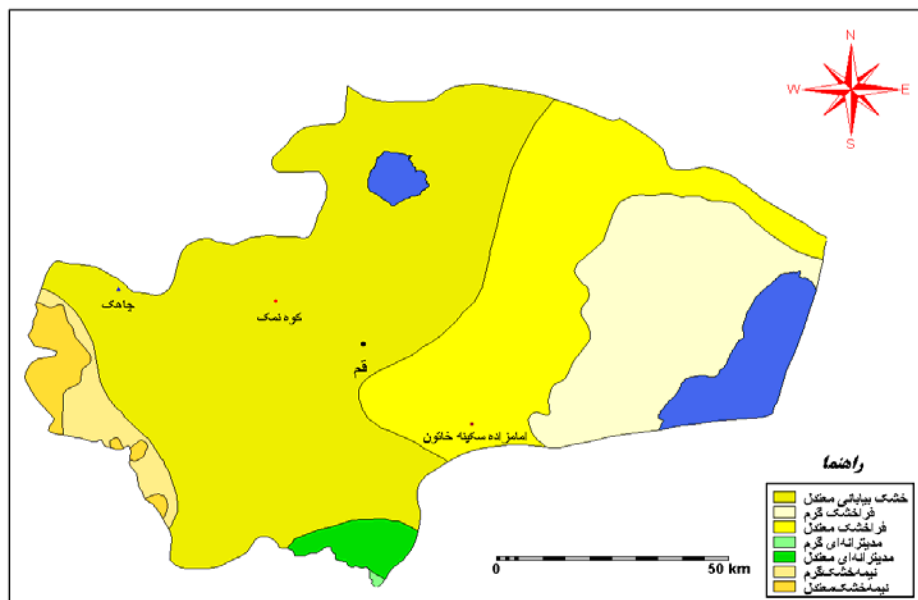 N
W E
S
چاهک
کوه نمک
قم
امامزاده سکینه خاتون
راهنما
خشک بیابانی معتدل
فراخشک گرم
فراخشک معتدل
مدیترانه‌ای گرم
مدیترانه‌ای معتدل
نیمه‌خشک‌گرم
نیمه‌خشک‌معتدل
0 50 km